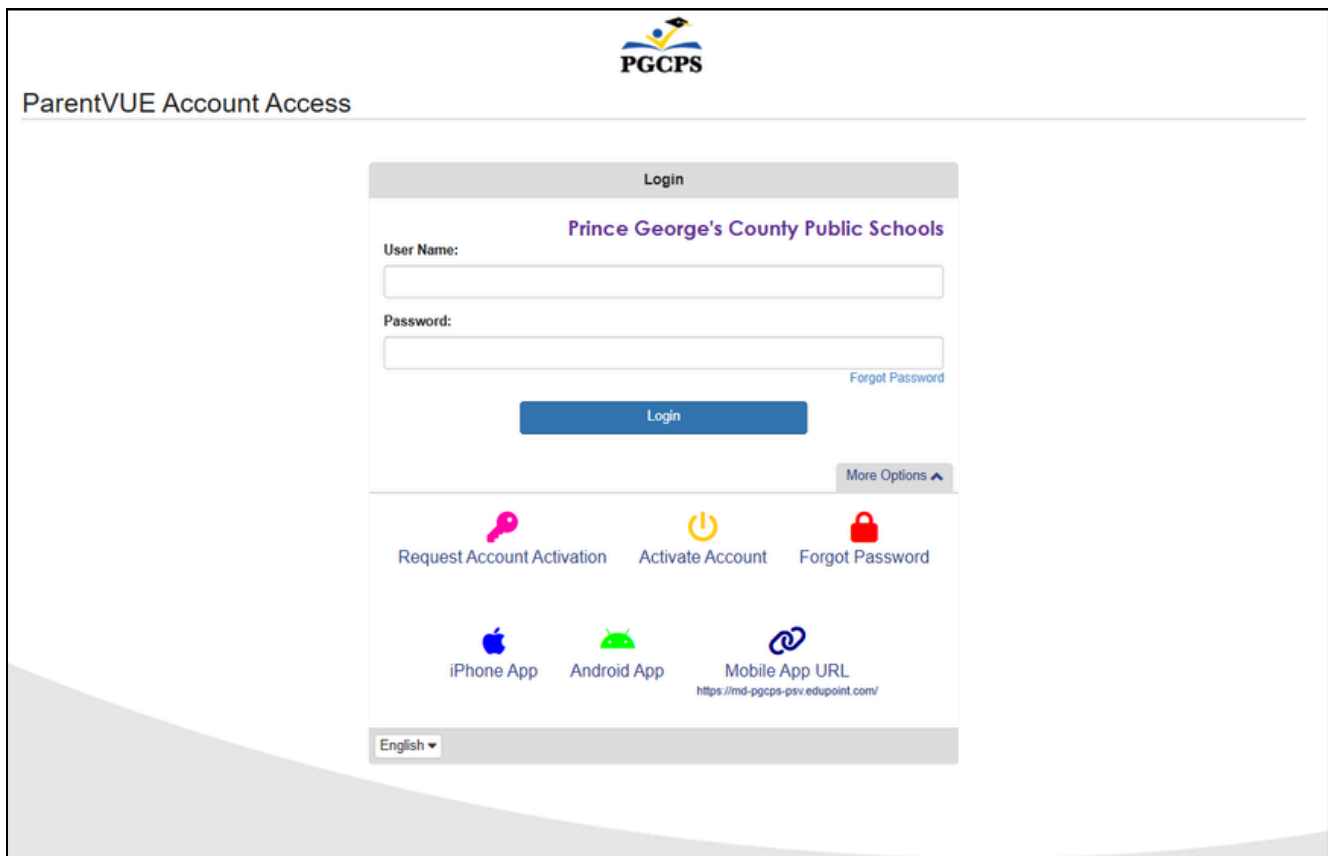 PGCPS
ParentVUE Account Access
Login
Prince George's County Public Schools
User Name:
Password:
Forgot Password
Login
More Options
Request Account Activation
Activate Account
Forgot Password
iPhone App
Android App
Mobile App URL
https://md-pgcps-psv.edupoint.com/
English